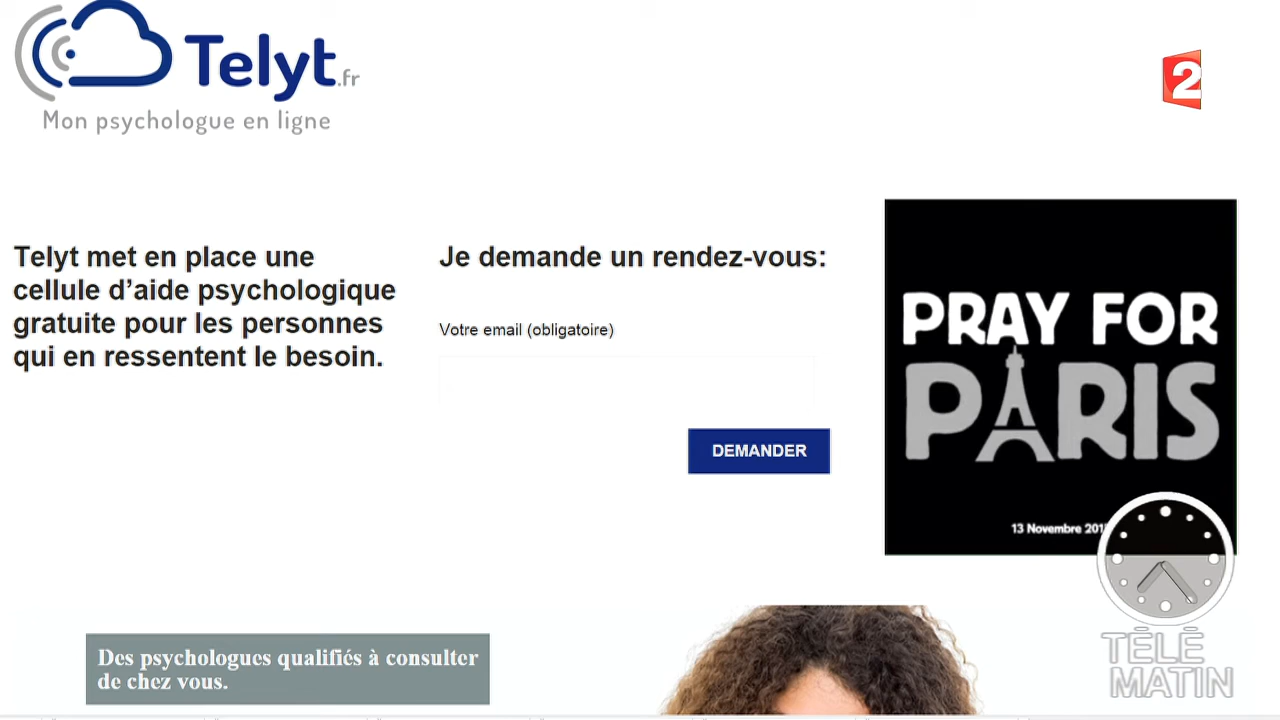 Telyt.fr
Mon psychologue en ligne
2
Telyt met en place une
cellule d’aide psychologique
gratuite pour les personnes
qui en ressentent le besoin.
Je demande un rendez-vous:
Votre email (obligatoire)
DEMANDER
PRAY FOR
PARIS
13 Novembre
Des psychologues qualifiés à consulter
de chez vous.
TÉLÉ
MATIN